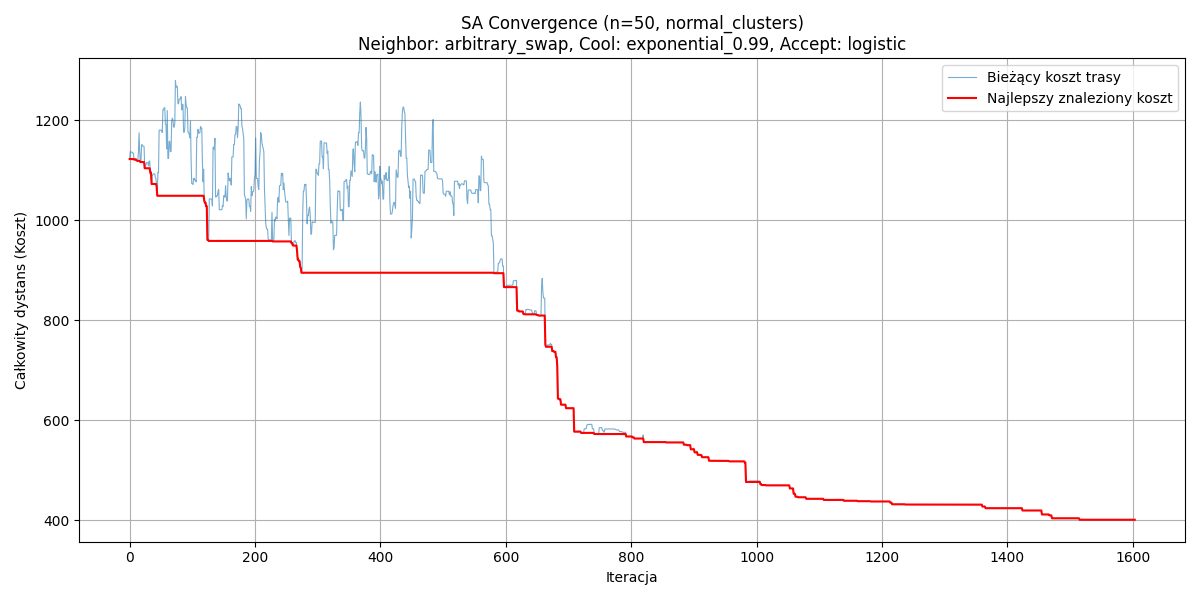 SA Convergence (n=50, normal_clusters)
Neighbor: arbitrary_swap, Cool: exponential_0.99, Accept: logistic
Bieżący koszt trasy
Najlepszy znaleziony koszt
Całkowity dystans (Koszt)
1200
1000
800
600
400
0 200 400 600 800 1000 1200 1400 1600
Iteracja